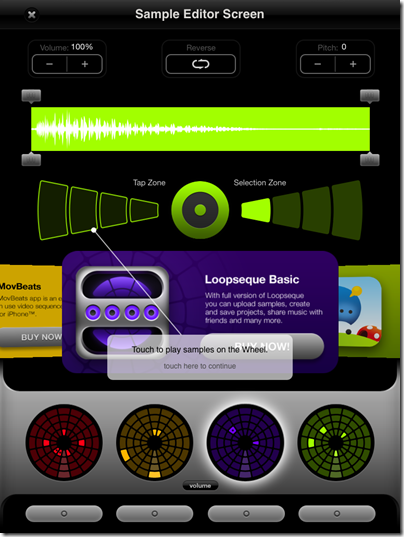 Sample Editor Screen
Volume: 100%
Reverse
Pitch: 0
Tap Zone
Selection Zone
MovBeats
MovBeats app is an e
use video sequenc
or iPhone™.
BUY NOW
Loopseque Basic
With full version of Loopseque
you can upload samples, create
and save projects, share music with
friends and many more.
BUY NOW!
Touch to play samples on the Wheel.
touch here to continue
volume